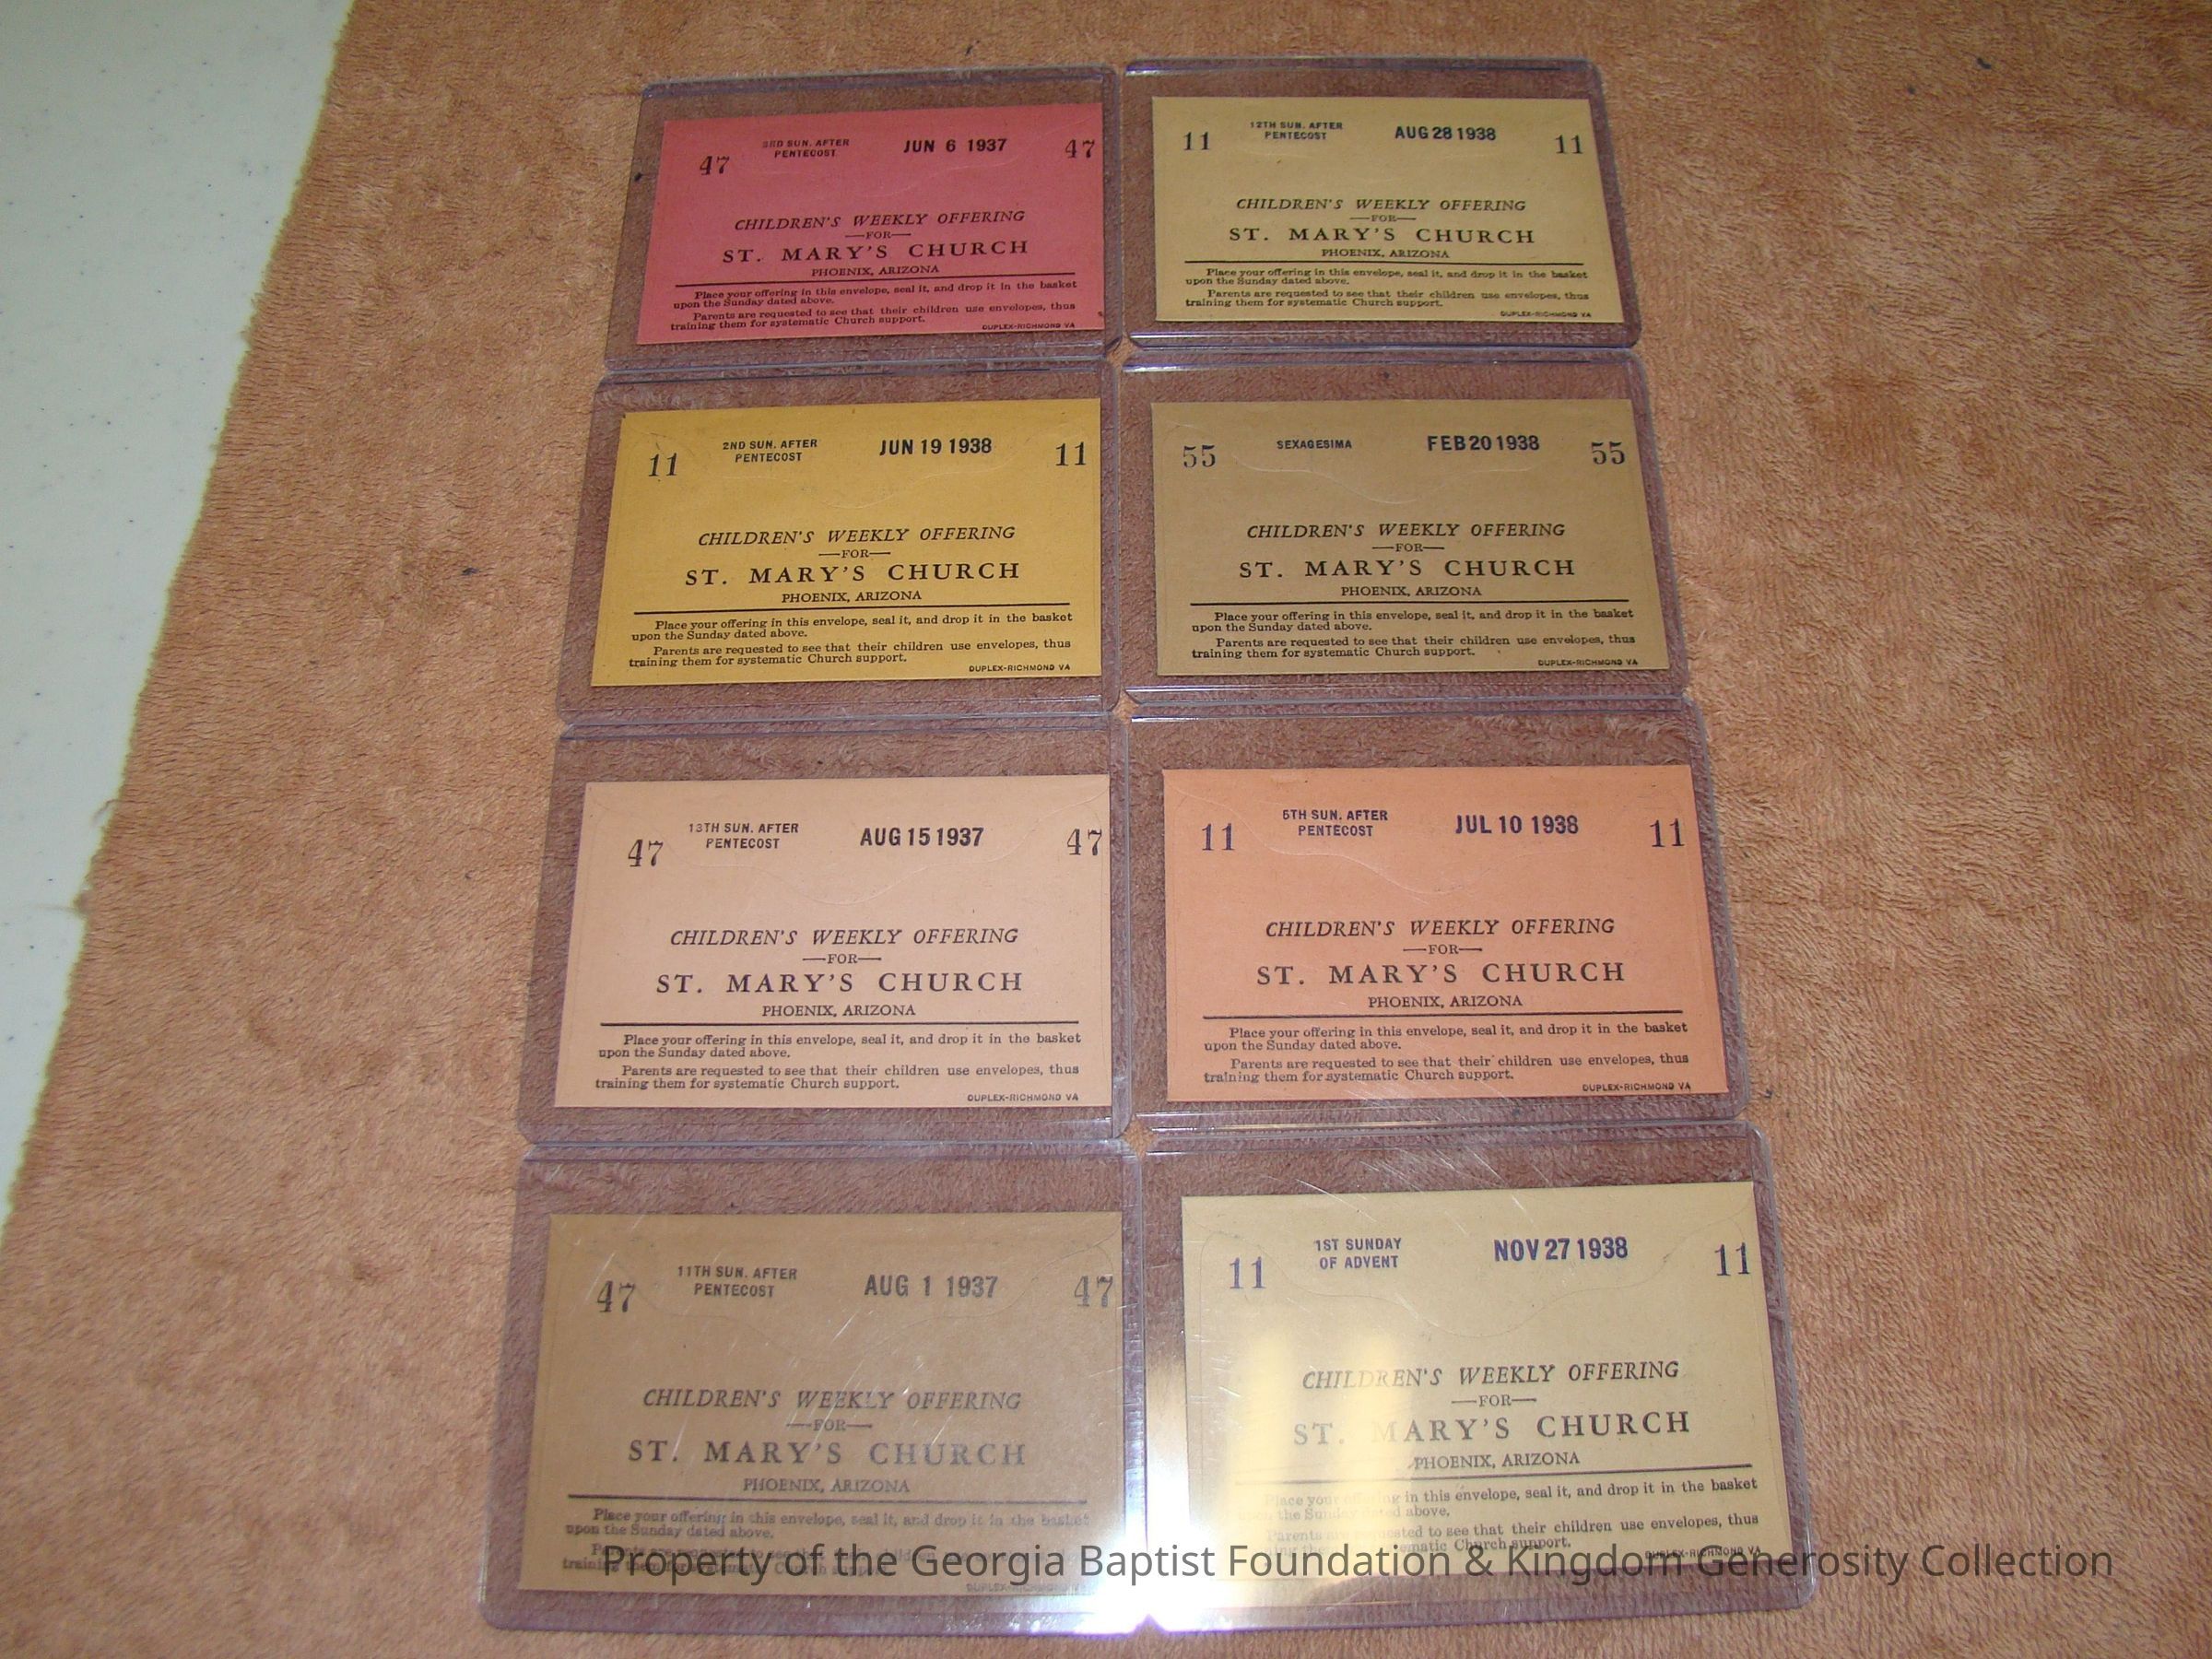 47 3RD SUN. AFTER JUN 6 1937 47
PENTECOST
CHILDREN'S WEEKLY OFFERING
—FOR—
ST. MARY'S CHURCH
PHOENIX, ARIZONA
Place your offering in this envelope, seal it, and drop it in the basket
upon the Sunday dated above.
Parents are requested to see that their children use envelopes, thus
training them for systematic Church support.
DUPLEX-RICHMOND VA
11 12TH SUN. AFTER AUG 28 1938 11
PENTECOST
CHILDREN'S WEEKLY OFFERING
—FOR—
ST. MARY'S CHURCH
PHOENIX, ARIZONA
Place your offering in this envelope, seal it, and drop it in the basket
upon the Sunday dated above.
Parents are requested to see that their children use envelopes, thus
training them for systematic Church support.
DUPLEX-RICHMOND VA
11 2ND SUN. AFTER JUN 19 1938 11
PENTECOST
CHILDREN'S WEEKLY OFFERING
—FOR—
ST. MARY'S CHURCH
PHOENIX, ARIZONA
Place your offering in this envelope, seal it, and drop it in the basket
upon the Sunday dated above.
Parents are requested to see that their children use envelopes, thus
training them for systematic Church support.
DUPLEX-RICHMOND VA
55 SEXAGESIMA FEB 20 1938 55
CHILDREN'S WEEKLY OFFERING
—FOR—
ST. MARY'S CHURCH
PHOENIX, ARIZONA
Place your offering in this envelope, seal it, and drop it in the basket
upon the Sunday dated above.
Parents are requested to see that their children use envelopes, thus
training them for systematic Church support.
DUPLEX-RICHMOND VA
47 13TH SUN. AFTER AUG 15 1937 47
PENTECOST
CHILDREN'S WEEKLY OFFERING
—FOR—
ST. MARY'S CHURCH
PHOENIX, ARIZONA
Place your offering in this envelope, seal it, and drop it in the basket
upon the Sunday dated above.
Parents are requested to see that their children use envelopes, thus
training them for systematic Church support.
DUPLEX-RICHMOND VA
11 5TH SUN. AFTER JUL 10 1938 11
PENTECOST
CHILDREN'S WEEKLY OFFERING
—FOR—
ST. MARY'S CHURCH
PHOENIX, ARIZONA
Place your offering in this envelope, seal it, and drop it in the basket
upon the Sunday dated above.
Parents are requested to see that their children use envelopes, thus
training them for systematic Church support.
DUPLEX-RICHMOND VA
47 11TH SUN. AFTER AUG 1 1937 47
PENTECOST
CHILDREN'S WEEKLY OFFERING
—FOR—
ST. MARY'S CHURCH
PHOENIX, ARIZONA
Place your offering in this envelope, seal it, and drop it in the basket
upon the Sunday dated above.
11 1ST SUNDAY NOV 27 1938 11
OF ADVENT
CHILDREN'S WEEKLY OFFERING
—FOR—
ST. MARY'S CHURCH
PHOENIX, ARIZONA
Place your in this envelope, seal it, and drop it in the basket
above.
Parents to see that their children use envelopes, thus
support.
DUPLEX-RICHMOND VA
Property of the Georgia Baptist Foundation & Kingdom Generosity Collection